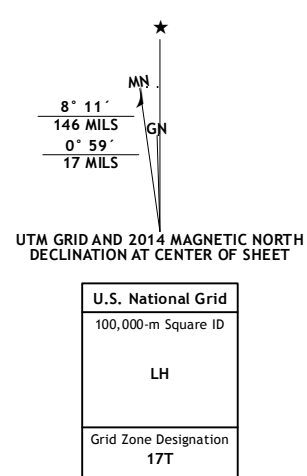 MN
8° 11´
146 MILS
GN
0° 59´
17 MILS
UTM GRID AND 2014 MAGNETIC NORTH
DECLINATION AT CENTER OF SHEET
U.S. National Grid
100,000-m Square ID
LH
Grid Zone Designation
17T